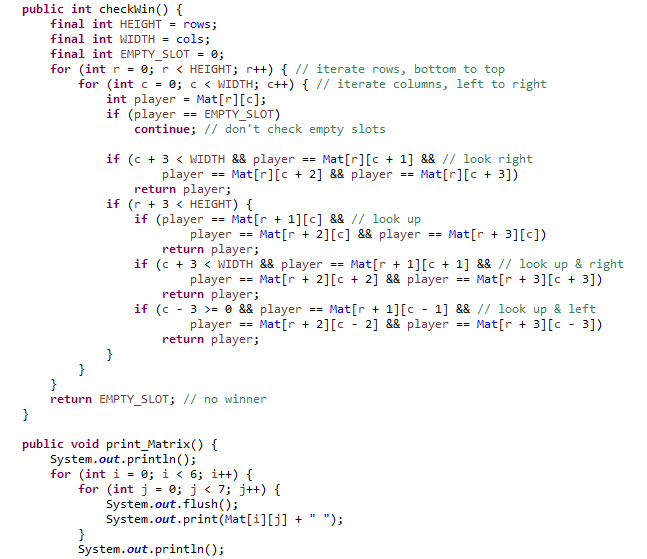 public int checkWin() {
    final int HEIGHT = rows;
    final int WIDTH = cols;
    final int EMPTY_SLOT = 0;
    for (int r = 0; r < HEIGHT; r++) { // iterate rows, bottom to top
        for (int c = 0; c < WIDTH; c++) { // iterate columns, left to right
            int player = Mat[r][c];
            if (player == EMPTY_SLOT)
                continue; // don't check empty slots

            if (c + 3 < WIDTH && player == Mat[r][c + 1] && // look right
                    player == Mat[r][c + 2] && player == Mat[r][c + 3])
                return player;
            if (r + 3 < HEIGHT) {
                if (player == Mat[r + 1][c] && // look up
                        player == Mat[r + 2][c] && player == Mat[r + 3][c])
                    return player;
                if (c + 3 < WIDTH && player == Mat[r + 1][c + 1] && // look up & right
                        player == Mat[r + 2][c + 2] && player == Mat[r + 3][c + 3])
                    return player;
                if (c - 3 >= 0 && player == Mat[r + 1][c - 1] && // look up & left
                        player == Mat[r + 2][c - 2] && player == Mat[r + 3][c - 3])
                    return player;
            }
        }
    }
    return EMPTY_SLOT; // no winner
}

public void print_Matrix() {
    System.out.println();
    for (int i = 0; i < 6; i++) {
        for (int j = 0; j < 7; j++) {
            System.out.flush();
            System.out.print(Mat[i][j] + " ");
        }
        System.out.println();